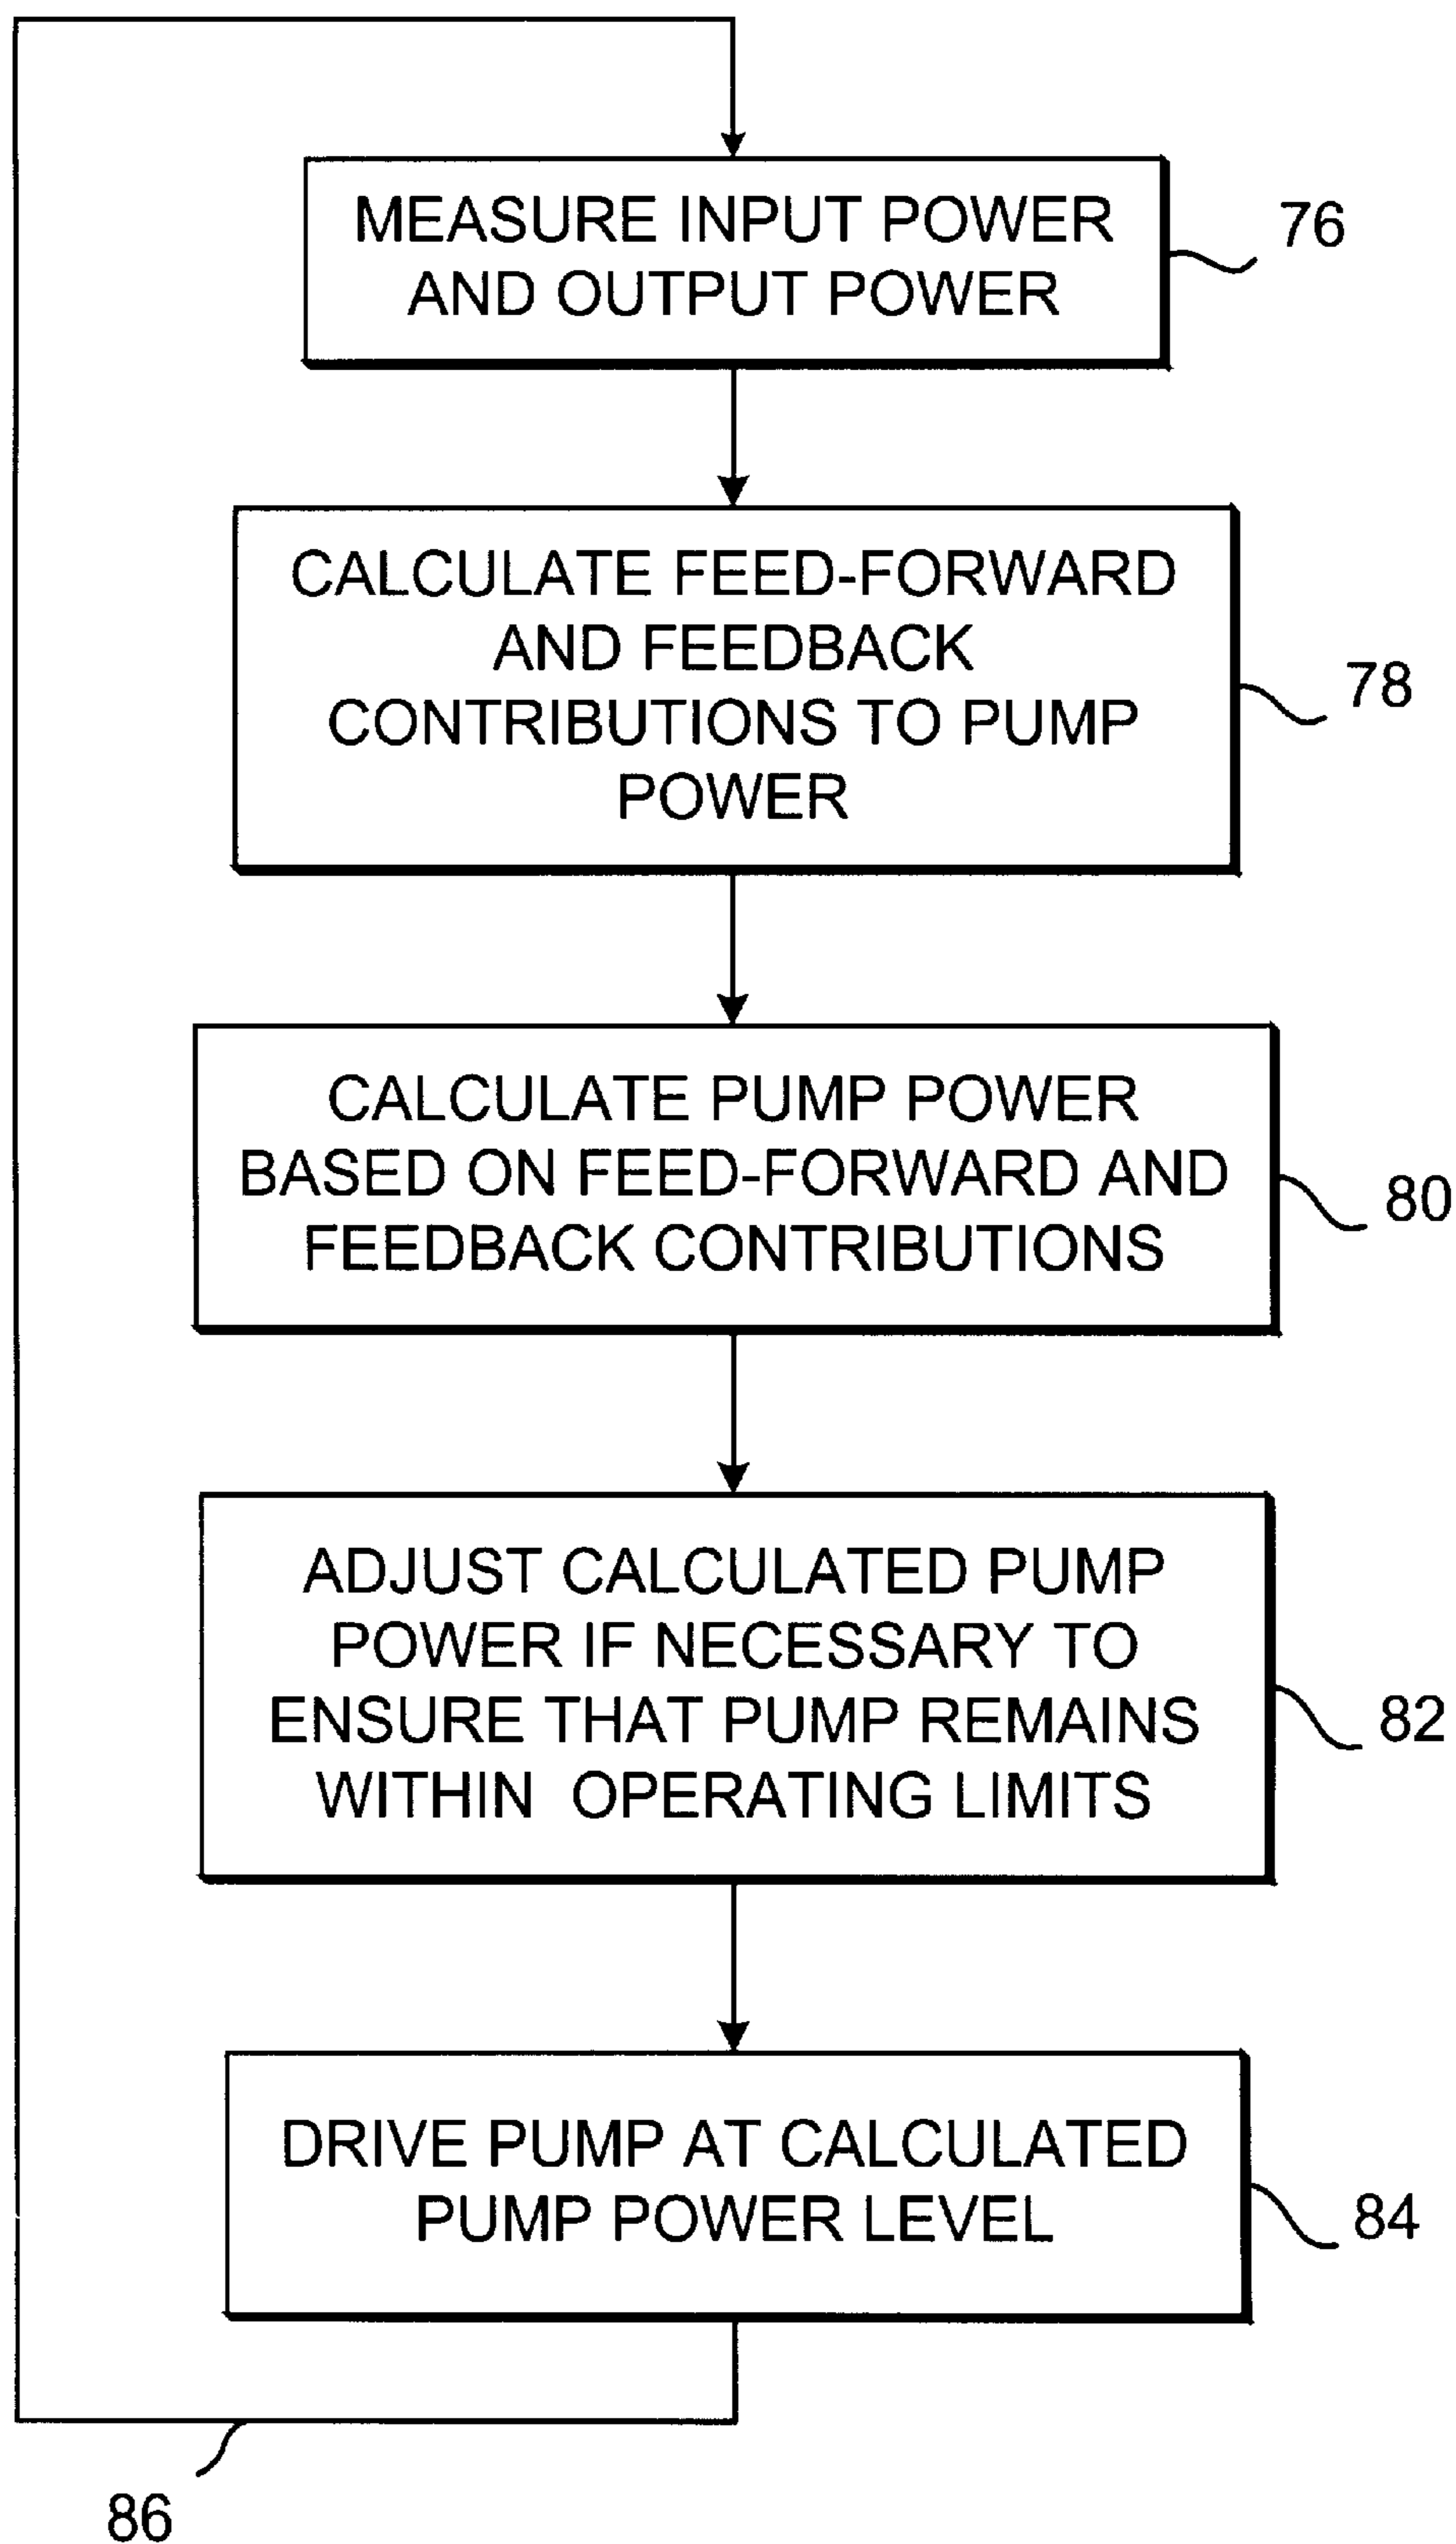 MEASURE INPUT POWER
AND OUTPUT POWER
76
CALCULATE FEED-FORWARD
AND FEEDBACK
CONTRIBUTIONS TO PUMP
POWER
78
CALCULATE PUMP POWER
BASED ON FEED-FORWARD AND
FEEDBACK CONTRIBUTIONS
80
ADJUST CALCULATED PUMP
POWER IF NECESSARY TO
ENSURE THAT PUMP REMAINS
WITHIN OPERATING LIMITS
82
DRIVE PUMP AT CALCULATED
PUMP POWER LEVEL
84
86